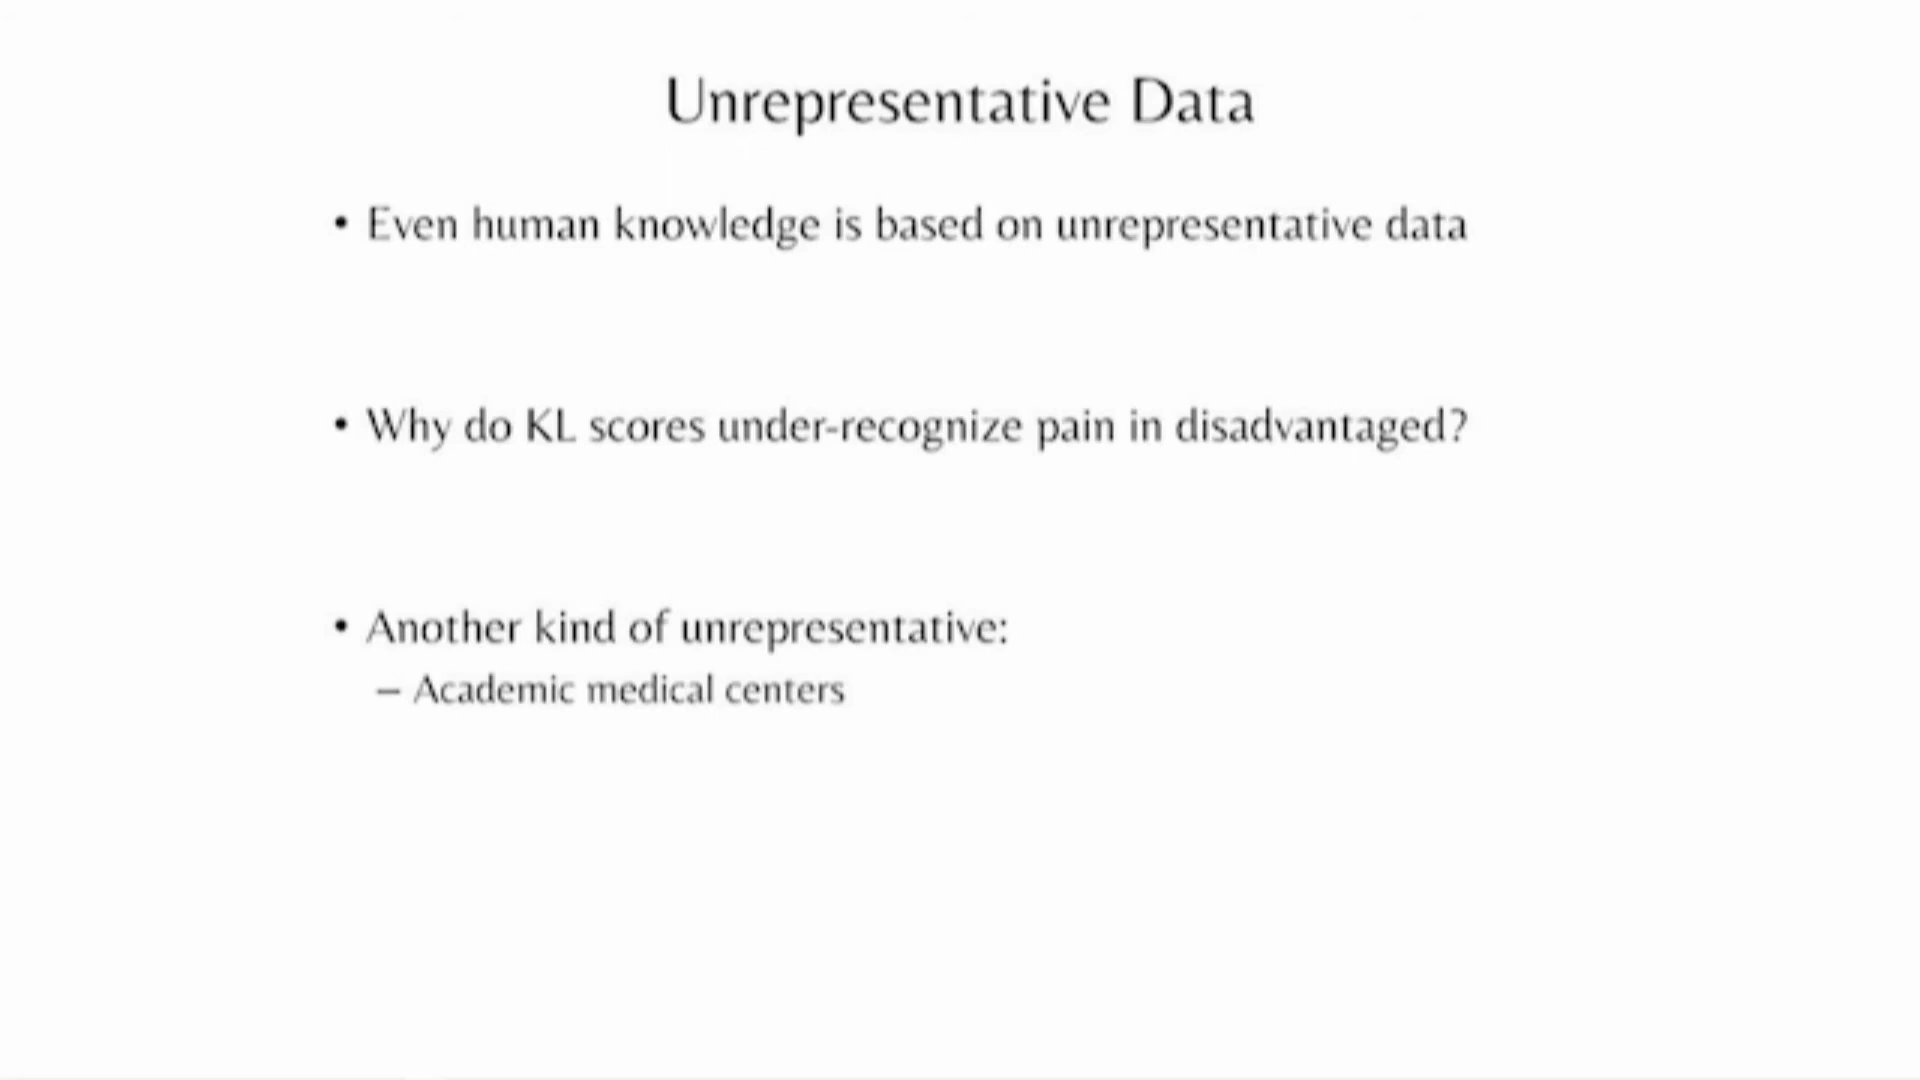 Unrepresentative Data
• Even human knowledge is based on unrepresentative data
• Why do KL scores under-recognize pain in disadvantaged?
• Another kind of unrepresentative:
– Academic medical centers